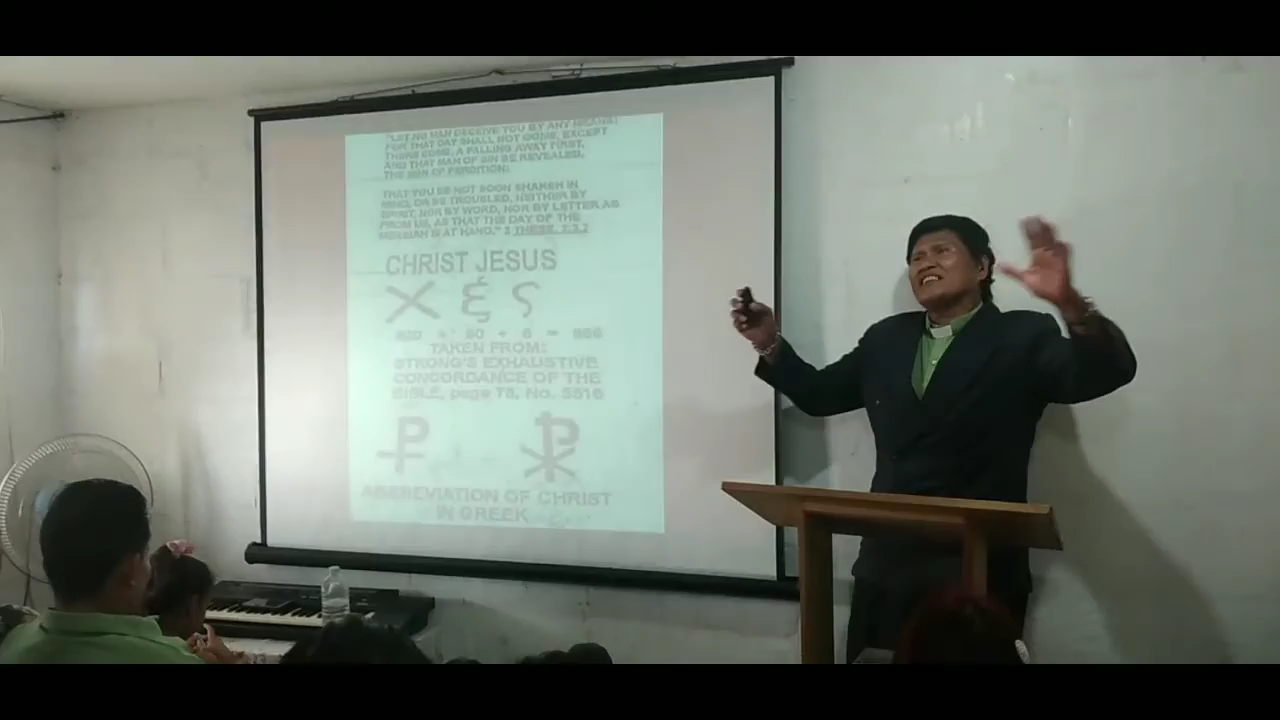 "LET NO MAN DECEIVE YOU BY ANY MEANS:
FOR THAT DAY SHALL NOT COME, EXCEPT
THERE COME, A FALLING AWAY FIRST,
AND THAT MAN OF SIN BE REVEALED,
THE SON OF PERDITION;
THAT YOU BE NOT SOON SHAKEN IN
MIND, OR BE TROUBLED, NEITHER BY
SPIRIT, NOR BY WORD, NOR BY LETTER AS
FROM US, AS THAT THE DAY OF THE
MESSIAH IS AT HAND." 2 THESS. 2:3,2
CHRIST JESUS
Χ ξ ς
600 + 60 + 6 = 666
TAKEN FROM:
STRONG'S EXHAUSTIVE
CONCORDANCE OF THE
BIBLE, page 78, No. 5516
ABBREVIATION OF CHRIST
IN GREEK